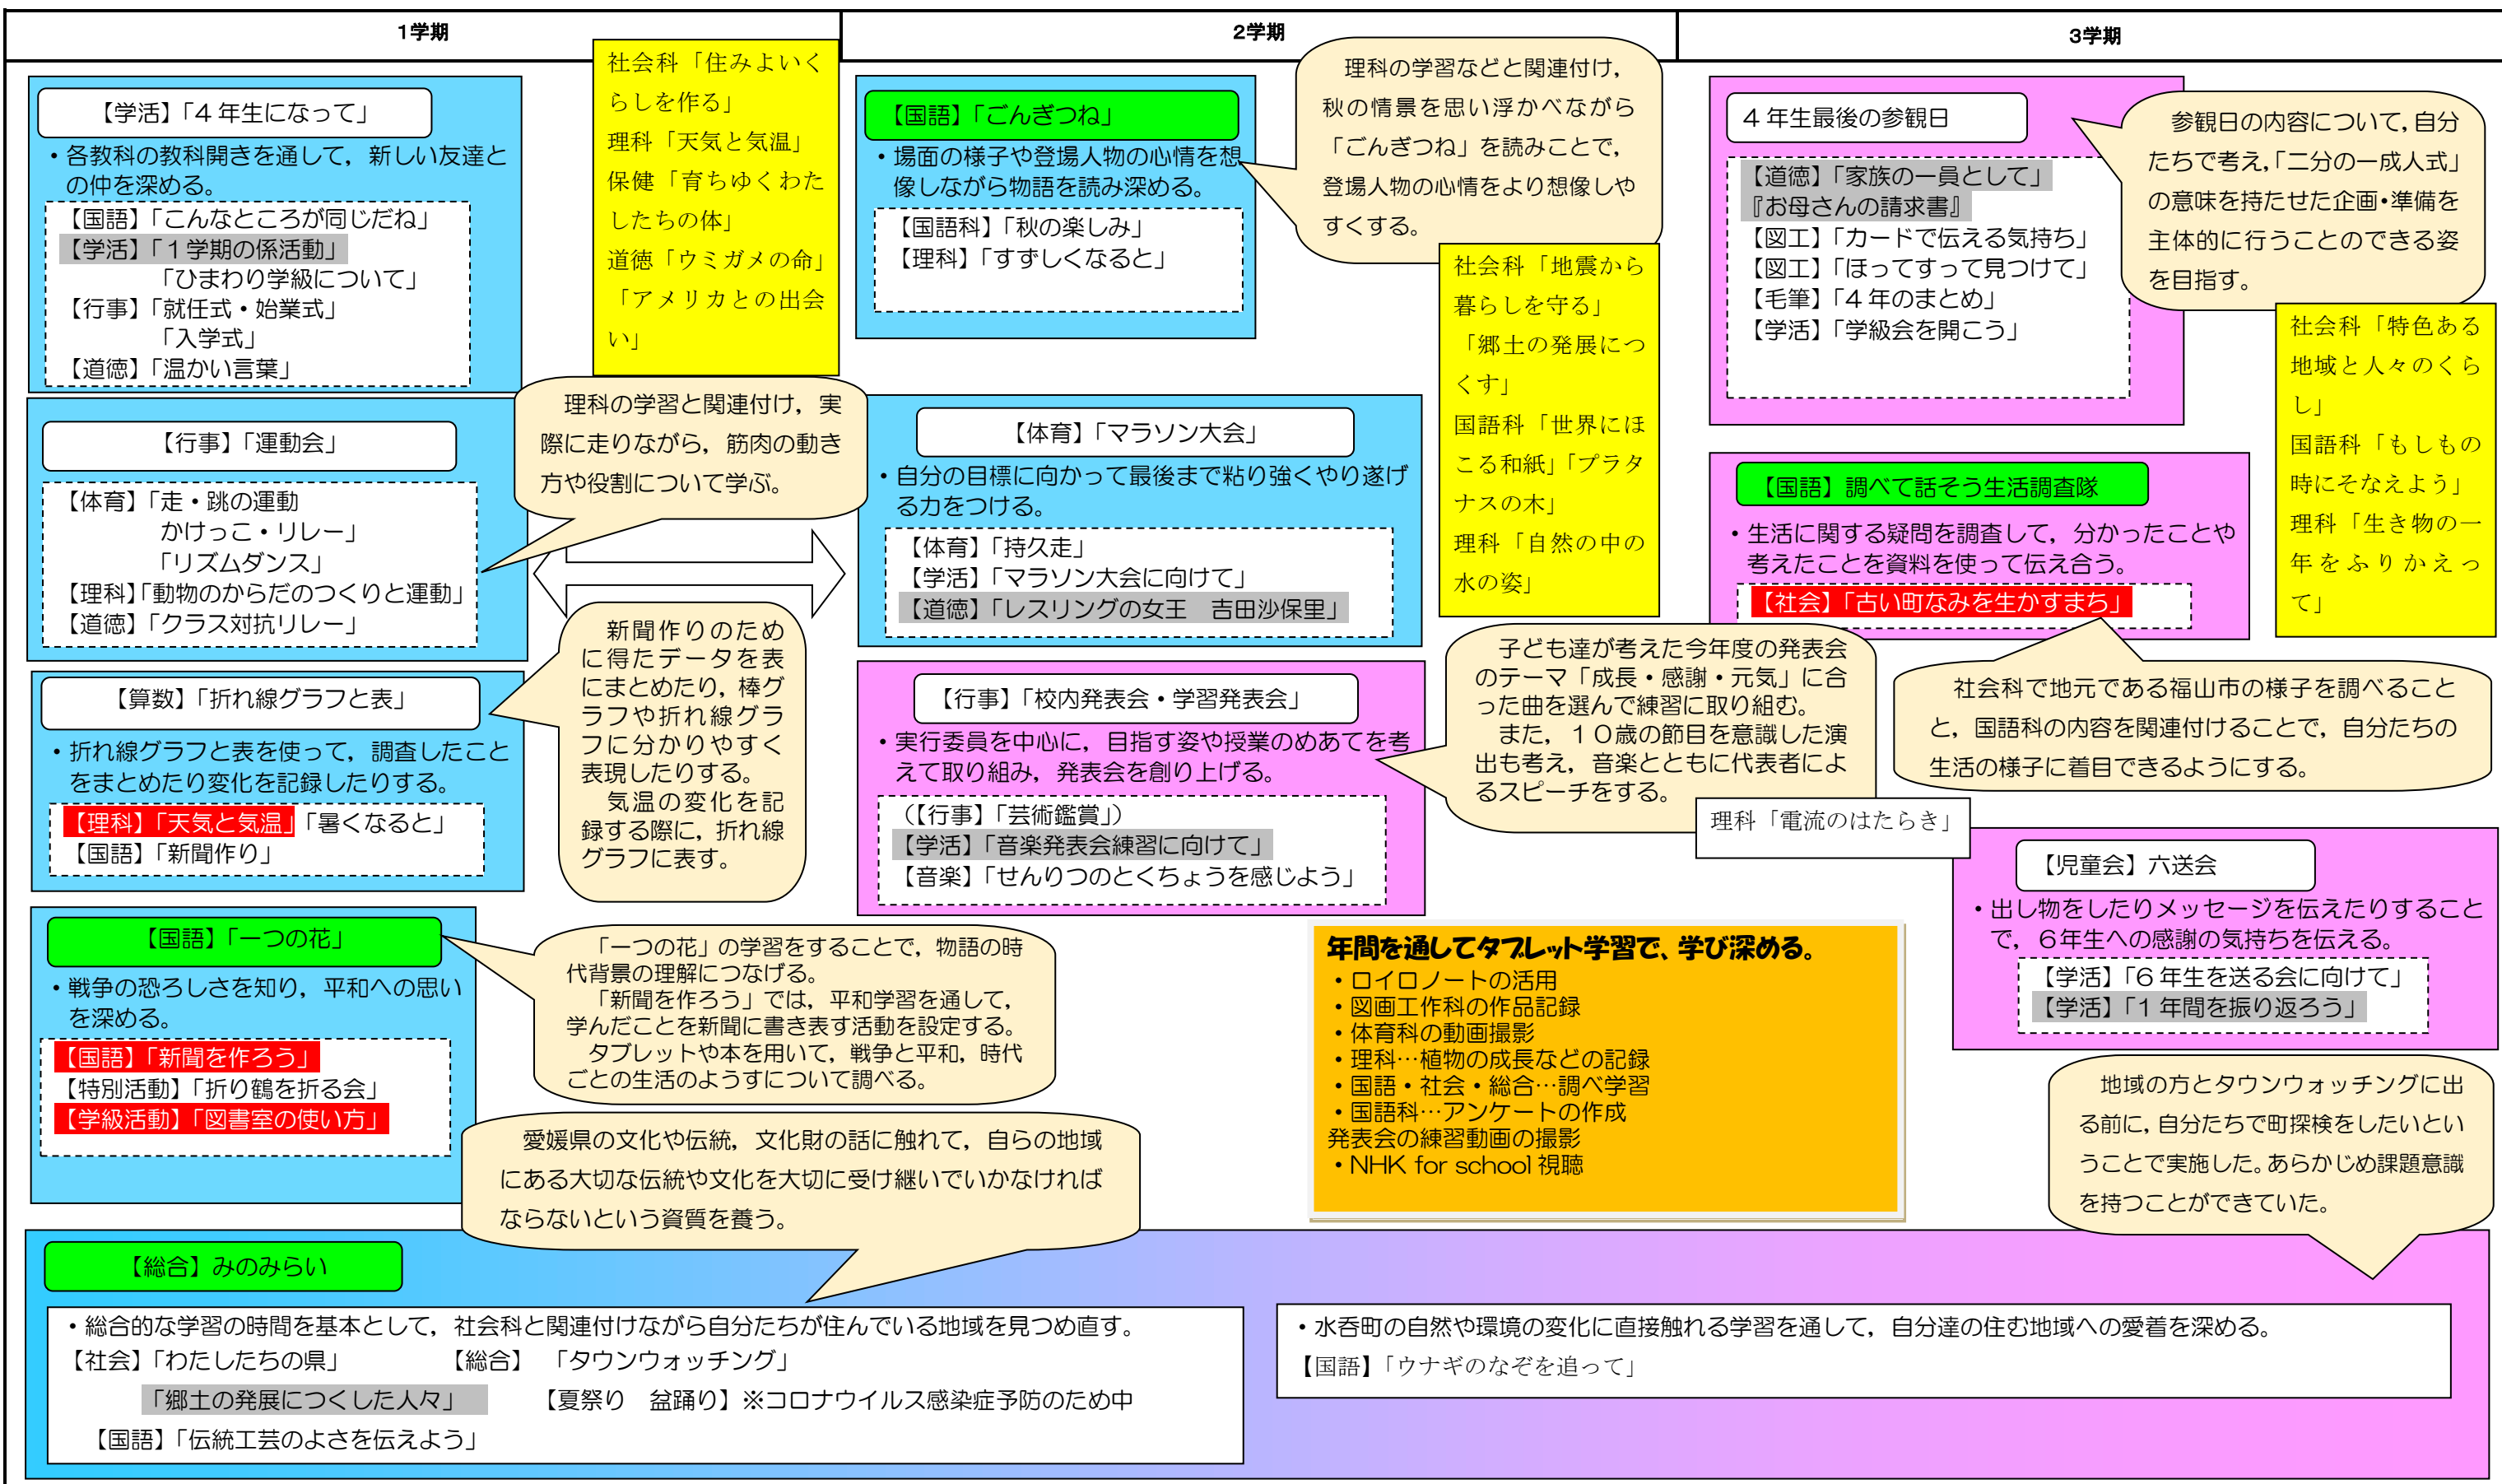 1学期
2学期
3学期
【学活】「4年生になって」
・各教科の教科開きを通して，新しい友達と
の仲を深める。
【国語】「こんなところが同じだね」
【学活】「1学期の係活動」
「ひまわり学級について」
【行事】「就任式・始業式」
「入学式」
【道徳】「温かい言葉」
社会科「住みよいく
らしを作る」
理科「天気と気温」
保健「育ちゆくわた
したちの体」
道徳「ウミガメの命」
「アメリカとの出会
い」
【行事】「運動会」
【体育】「走・跳の運動
かけっこ・リレー」
「リズムダンス」
【理科】「動物のからだのつくりと運動」
【道徳】「クラス対抗リレー」
理科の学習と関連付け，実
際に走りながら，筋肉の動き
方や役割について学ぶ。
【算数】「折れ線グラフと表」
・折れ線グラフと表を使って，調査したこと
をまとめたり変化を記録したりする。
【理科】「天気と気温」「暑くなると」
【国語】「新聞作り」
新聞作りのため
に得たデータを表
にまとめたり，棒グ
ラフや折れ線グラ
フに分かりやすく
表現したりする。
気温の変化を記
録する際に，折れ線
グラフに表す。
【国語】「一つの花」
・戦争の恐ろしさを知り，平和への思い
を深める。
【国語】「新聞を作ろう」
【特別活動】「折り鶴を折る会」
【学級活動】「図書室の使い方」
「一つの花」の学習をすることで，物語の時
代背景の理解につなげる。
「新聞を作ろう」では，平和学習を通して，
学んだことを新聞に書き表す活動を設定する。
タブレットや本を用いて，戦争と平和，時代
ごとの生活のようすについて調べる。
愛媛県の文化や伝統，文化財の話に触れて，自らの地域
にある大切な伝統や文化を大切に受け継いでいかなければ
ならないという資質を養う。
【国語】「ごんぎつね」
・場面の様子や登場人物の心情を想
像しながら物語を読み深める。
【国語科】「秋の楽しみ」
【理科】「すずしくなると」
理科の学習などと関連付け，
秋の情景を思い浮かべながら
「ごんぎつね」を読みことで，
登場人物の心情をより想像しや
すくする。
社会科「地震から
暮らしを守る」
「郷土の発展につ
くす」
国語科「世界にほ
こる和紙」「プラタ
ナスの木」
理科「自然の中の
水の姿」
【体育】「マラソン大会」
・自分の目標に向かって最後まで粘り強くやり遂げ
る力をつける。
【体育】「持久走」
【学活】「マラソン大会に向けて」
【道徳】「レスリングの女王　吉田沙保里」
【行事】「校内発表会・学習発表会」
・実行委員を中心に，目指す姿や授業のめあてを考
えて取り組み，発表会を創り上げる。
（【行事】「芸術鑑賞」）
【学活】「音楽発表会練習に向けて」
【音楽】「せんりつのとくちょうを感じよう」
子ども達が考えた今年度の発表会
のテーマ「成長・感謝・元気」に合
った曲を選んで練習に取り組む。
また，１０歳の節目を意識した演
出も考え，音楽とともに代表者によ
るスピーチをする。
理科「電流のはたらき」
年間を通してタブレット学習で、学び深める。
・ロイロノートの活用
・図画工作科の作品記録
・体育科の動画撮影
・理科…植物の成長などの記録
・国語・社会・総合…調べ学習
・国語科…アンケートの作成
発表会の練習動画の撮影
・NHK for school 視聴
4年生最後の参観日
【道徳】「家族の一員として」
『お母さんの請求書』
【図工】「カードで伝える気持ち」
【図工】「ほってすって見つけて」
【毛筆】「4年のまとめ」
【学活】「学級会を開こう」
参観日の内容について，自分
たちで考え，「二分の一成人式」
の意味を持たせた企画・準備を
主体的に行うことのできる姿
を目指す。
社会科「特色ある
地域と人々のくら
し」
国語科「もしもの
時にそなえよう」
理科「生き物の一
年をふりかえっ
て」
【国語】調べて話そう生活調査隊
・生活に関する疑問を調査して，分かったことや
考えたことを資料を使って伝え合う。
【社会】「古い町なみを生かすまち」
社会科で地元である福山市の様子を調べること
と，国語科の内容を関連付けることで，自分たちの
生活の様子に着目できるようにする。
【児童会】六送会
・出し物をしたりメッセージを伝えたりすること
で，6年生への感謝の気持ちを伝える。
【学活】「6年生を送る会に向けて」
【学活】「1年間を振り返ろう」
地域の方とタウンウォッチングに出
る前に，自分たちで町探検をしたいとい
うことで実施した。あらかじめ課題意識
を持つことができていた。
【総合】みのみらい
・総合的な学習の時間を基本として，社会科と関連付けながら自分たちが住んでいる地域を見つめ直す。
【社会】「わたしたちの県」　【総合】　「タウンウォッチング」
「郷土の発展につくした人々」　【夏祭り　盆踊り】※コロナウイルス感染症予防のため中
【国語】「伝統工芸のよさを伝えよう」
・水呑町の自然や環境の変化に直接触れる学習を通して，自分達の住む地域への愛着を深める。
【国語】「ウナギのなぞを追って」